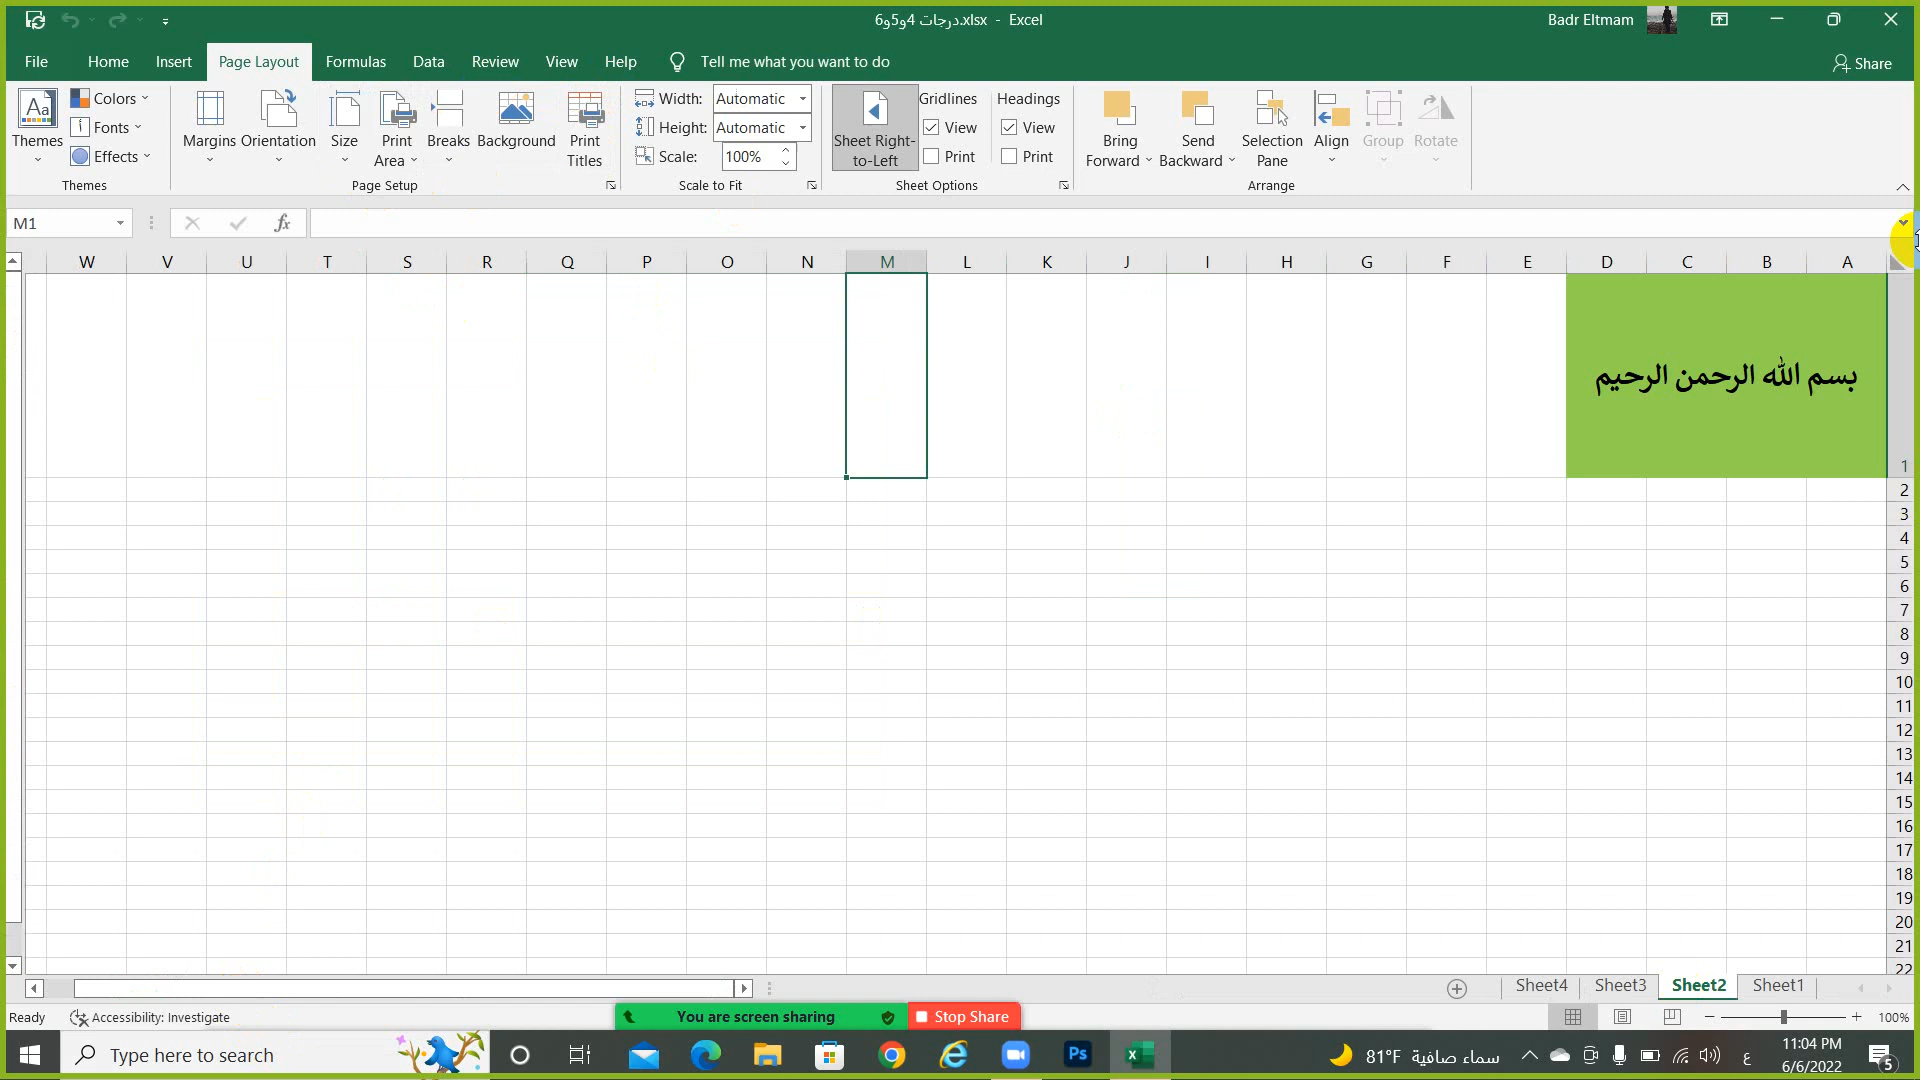 درجات 4و5و6.xlsx - Excel
Badr Eltmam
File Home Insert Page Layout Formulas Data Review View Help Tell me what you want to do
Share
Themes
Colors
Fonts
Effects
Themes
Margins
Orientation
Size
Print Area
Breaks
Background
Print Titles
Page Setup
Width: Automatic
Height: Automatic
Scale: 100%
Scale to Fit
Sheet Right-to-Left
Gridlines
View
Print
Headings
View
Print
Sheet Options
Bring Forward
Send Backward
Selection Pane
Align
Group
Rotate
Arrange
M1
fx
W V U T S R Q P O N M L K J I H G F E D C B A
بسم الله الرحمن الرحيم
1
2
3
4
5
6
7
8
9
10
11
12
13
14
15
16
17
18
19
20
21
22
Sheet4 Sheet3 Sheet2 Sheet1
Ready
Accessibility: Investigate
You are screen sharing
Stop Share
100%
Type here to search
Ps
81°F سماء صافية
ع
11:04 PM
6/6/2022
5